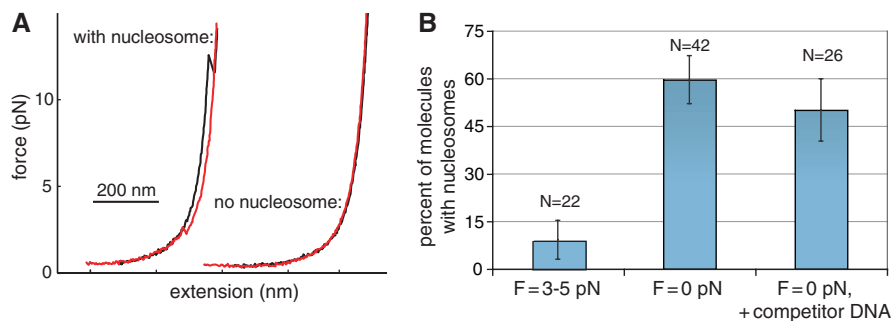 A
with nucleosome:
10
5
0
force (pN)
200 nm
no nucleosome:
extension (nm)
B
75
60
45
30
15
0
percent of molecules
with nucleosomes
N=22
N=42
N=26
F=3-5 pN
F=0 pN
F=0 pN,
+competitor DNA